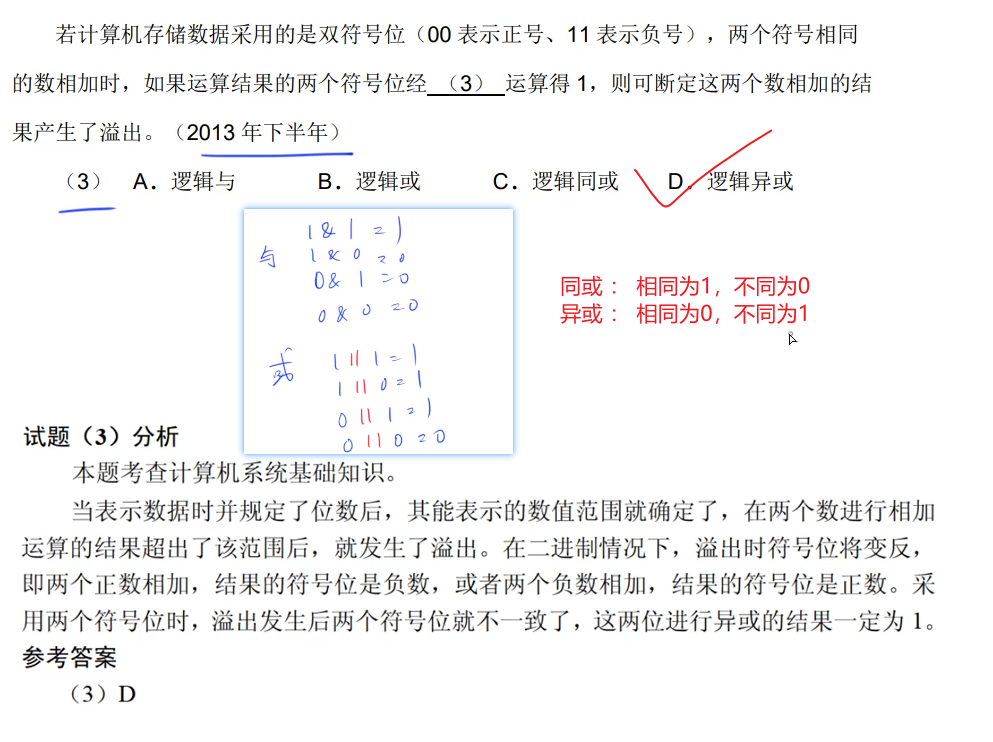 若计算机存储数据采用的是双符号位（00 表示正号、11 表示负号），两个符号相同
的数相加时，如果运算结果的两个符号位经 （3） 运算得 1，则可断定这两个数相加的结
果产生了溢出。（2013 年下半年）
（3） A．逻辑与 B．逻辑或 C．逻辑同或 D．逻辑异或
1 & 1 = 1
与 1 & 0 = 0
0 & 1 = 0
0 & 0 = 0
同或： 相同为1，不同为0
异或： 相同为0，不同为1
或 1 || 1 = 1
1 || 0 = 1
0 || 1 = 1
0 || 0 = 0
试题（3）分析
本题考查计算机系统基础知识。
当表示数据时并规定了位数后，其能表示的数值范围就确定了，在两个数进行相加
运算的结果超出了该范围后，就发生了溢出。在二进制情况下，溢出时符号位将变反，
即两个正数相加，结果的符号位是负数，或者两个负数相加，结果的符号位是正数。采
用两个符号位时，溢出发生后两个符号位就不一致了，这两位进行异或的结果一定为 1。
参考答案
（3）D